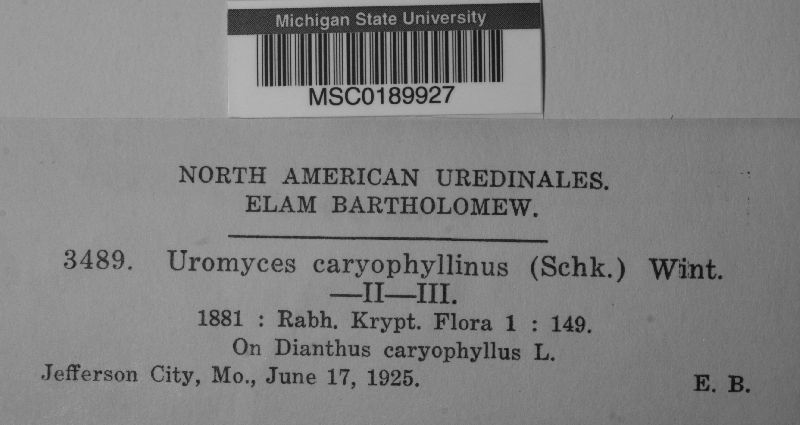 Michigan State University
MSC0189927
NORTH AMERICAN UREDINALES.
ELAM BARTHOLOMEW.
3489. Uromyces caryophyllinus (Schk.) Wint.
—II—III.
1881 : Rabh. Krypt. Flora 1 : 149.
On Dianthus caryophyllus L.
Jefferson City, Mo., June 17, 1925. E. B.